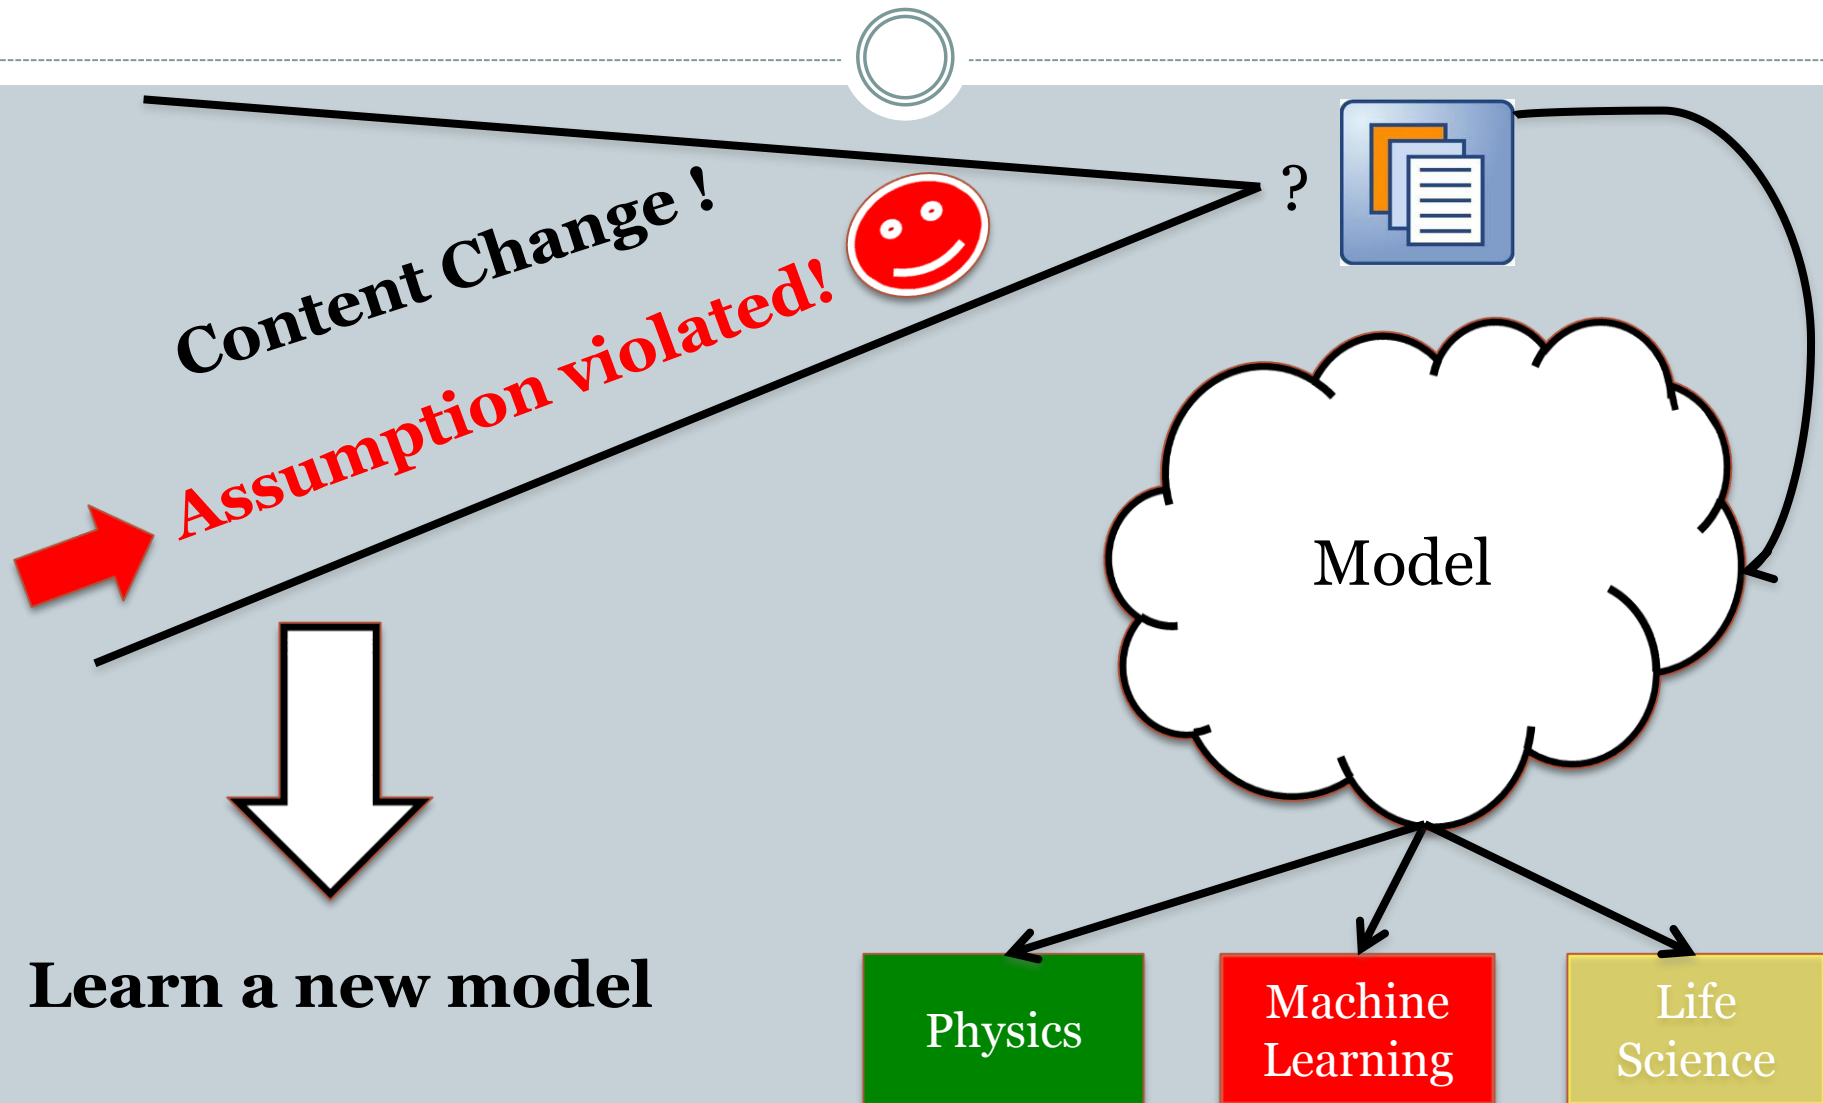 ?
Content Change !
Assumption violated!
Model
Learn a new model
Physics
Machine
Learning
Life
Science